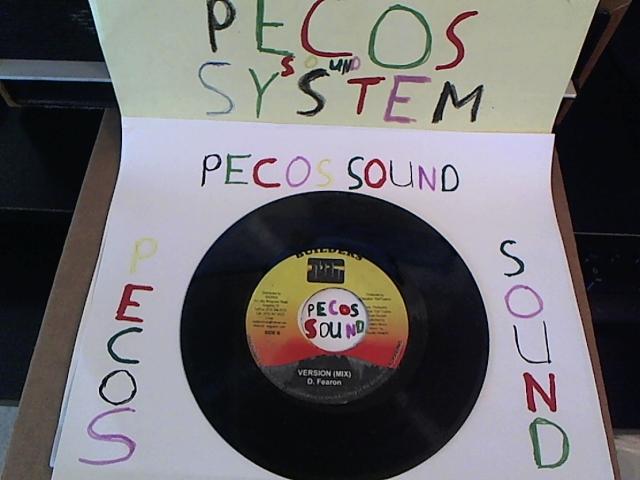 PECOS
SOUND
SYSTEM
PECOS SOUND
PECOS
SOUND
BUILDERS
PECOS
SOUND
SIDE B
VERSION (MIX)
D. Fearon